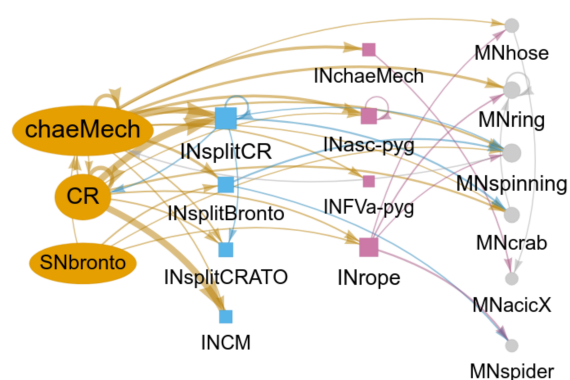 chaeMech
CR
SNbronto
INsplitCR
INsplitBronto
INsplitCRATO
INCM
INchaeMech
INasc-pyg
INFVa-pyg
INrope
MNhose
MNring
MNspinning
MNcrab
MNacicX
MNspider